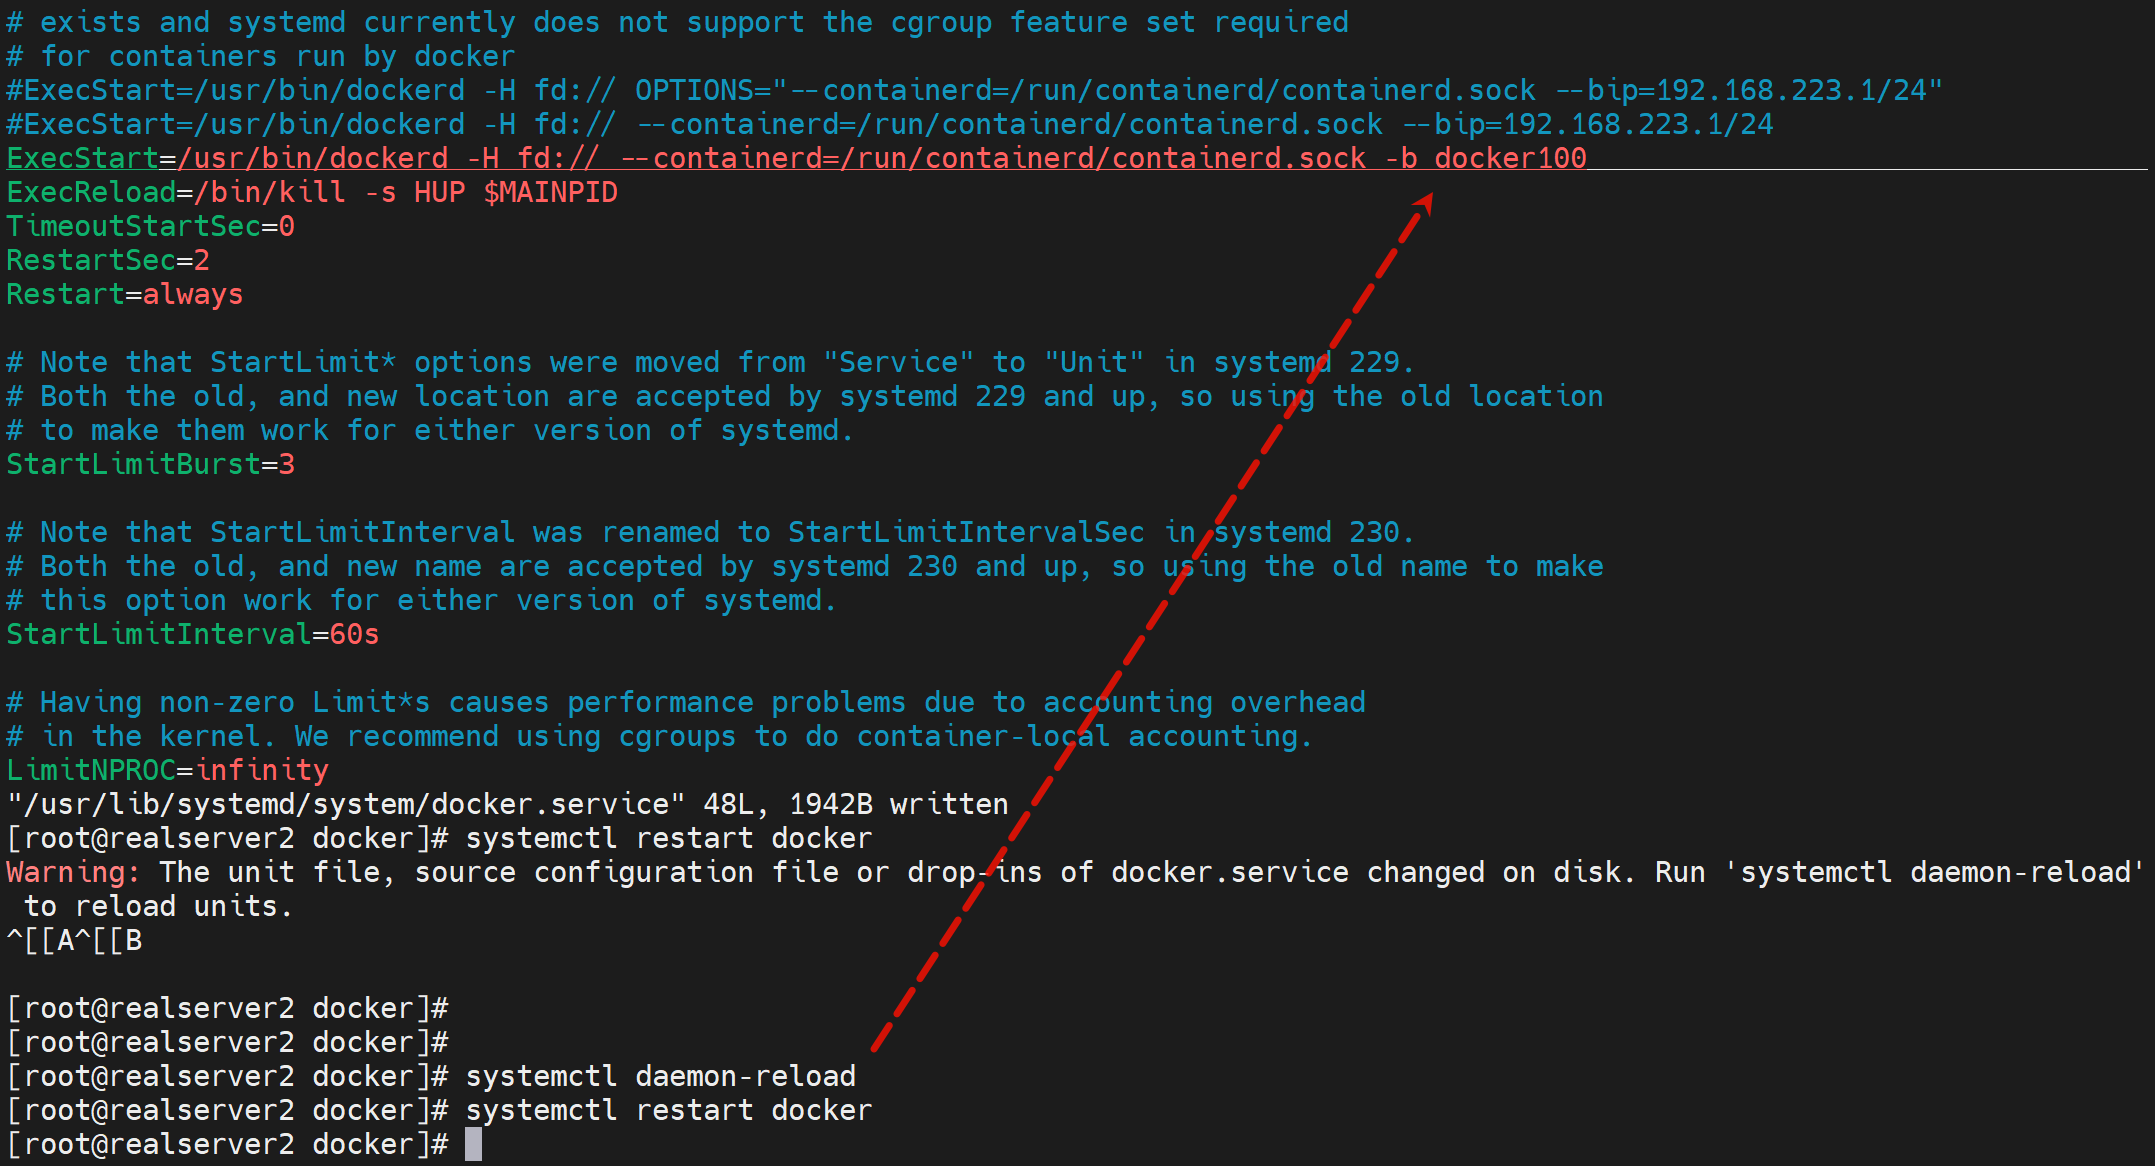 # exists and systemd currently does not support the cgroup feature set required
# for containers run by docker
#ExecStart=/usr/bin/dockerd -H fd:// OPTIONS="--containerd=/run/containerd/containerd.sock --bip=192.168.223.1/24"
#ExecStart=/usr/bin/dockerd -H fd:// --containerd=/run/containerd/containerd.sock --bip=192.168.223.1/24
ExecStart=/usr/bin/dockerd -H fd:// --containerd=/run/containerd/containerd.sock -b docker100
ExecReload=/bin/kill -s HUP $MAINPID
TimeoutStartSec=0
RestartSec=2
Restart=always
# Note that StartLimit* options were moved from "Service" to "Unit" in systemd 229.
# Both the old, and new location are accepted by systemd 229 and up, so using the old location
# to make them work for either version of systemd.
StartLimitBurst=3
# Note that StartLimitInterval was renamed to StartLimitIntervalSec in systemd 230.
# Both the old, and new name are accepted by systemd 230 and up, so using the old name to make
# this option work for either version of systemd.
StartLimitInterval=60s
# Having non-zero Limit*s causes performance problems due to accounting overhead
# in the kernel. We recommend using cgroups to do container-local accounting.
LimitNPROC=infinity
"/usr/lib/systemd/system/docker.service" 48L, 1942B written
[root@realserver2 docker]# systemctl restart docker
Warning: The unit file, source configuration file or drop-ins of docker.service changed on disk. Run 'systemctl daemon-reload'
to reload units.
^[[A^[[B
[root@realserver2 docker]#
[root@realserver2 docker]#
[root@realserver2 docker]# systemctl daemon-reload
[root@realserver2 docker]# systemctl restart docker
[root@realserver2 docker]#